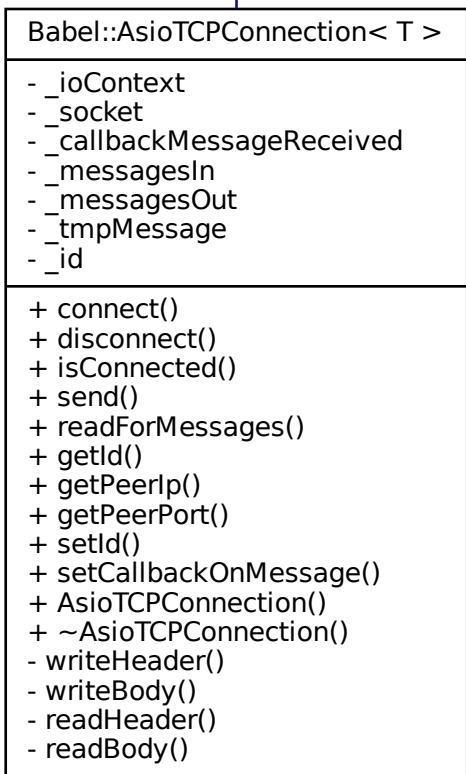 Babel::AsioTCPConnection< T >
- _ioContext
- _socket
- _callbackMessageReceived
- _messagesIn
- _messagesOut
- _tmpMessage
- _id
+ connect()
+ disconnect()
+ isConnected()
+ send()
+ readForMessages()
+ getId()
+ getPeerIp()
+ getPeerPort()
+ setId()
+ setCallbackOnMessage()
+ AsioTCPConnection()
+ ~AsioTCPConnection()
- writeHeader()
- writeBody()
- readHeader()
- readBody()